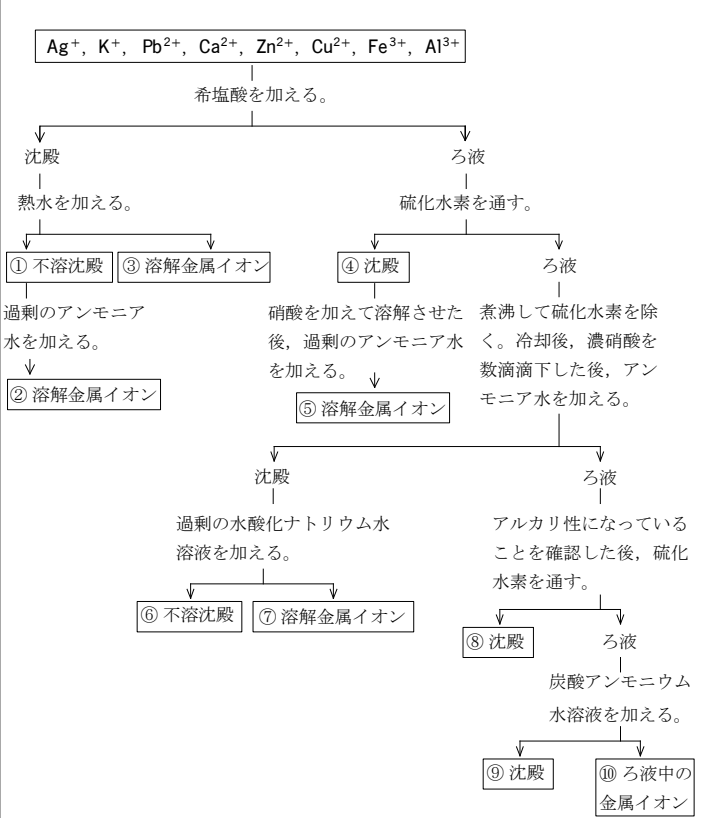 Ag⁺, K⁺, Pb²⁺, Ca²⁺, Zn²⁺, Cu²⁺, Fe³⁺, Al³⁺
希塩酸を加える。
沈殿
ろ液
熱水を加える。
硫化水素を通す。
① 不溶沈殿
③ 溶解金属イオン
④ 沈殿
ろ液
過剰のアンモニア
水を加える。
② 溶解金属イオン
硝酸を加えて溶解させた
後，過剰のアンモニア水
を加える。
⑤ 溶解金属イオン
煮沸して硫化水素を除
く。冷却後，濃硝酸を
数滴滴下した後，アン
モニア水を加える。
沈殿
ろ液
過剰の水酸化ナトリウム水
溶液を加える。
アルカリ性になっている
ことを確認した後，硫化
水素を通す。
⑥ 不溶沈殿
⑦ 溶解金属イオン
⑧ 沈殿
ろ液
炭酸アンモニウム
水溶液を加える。
⑨ 沈殿
⑩ ろ液中の
金属イオン